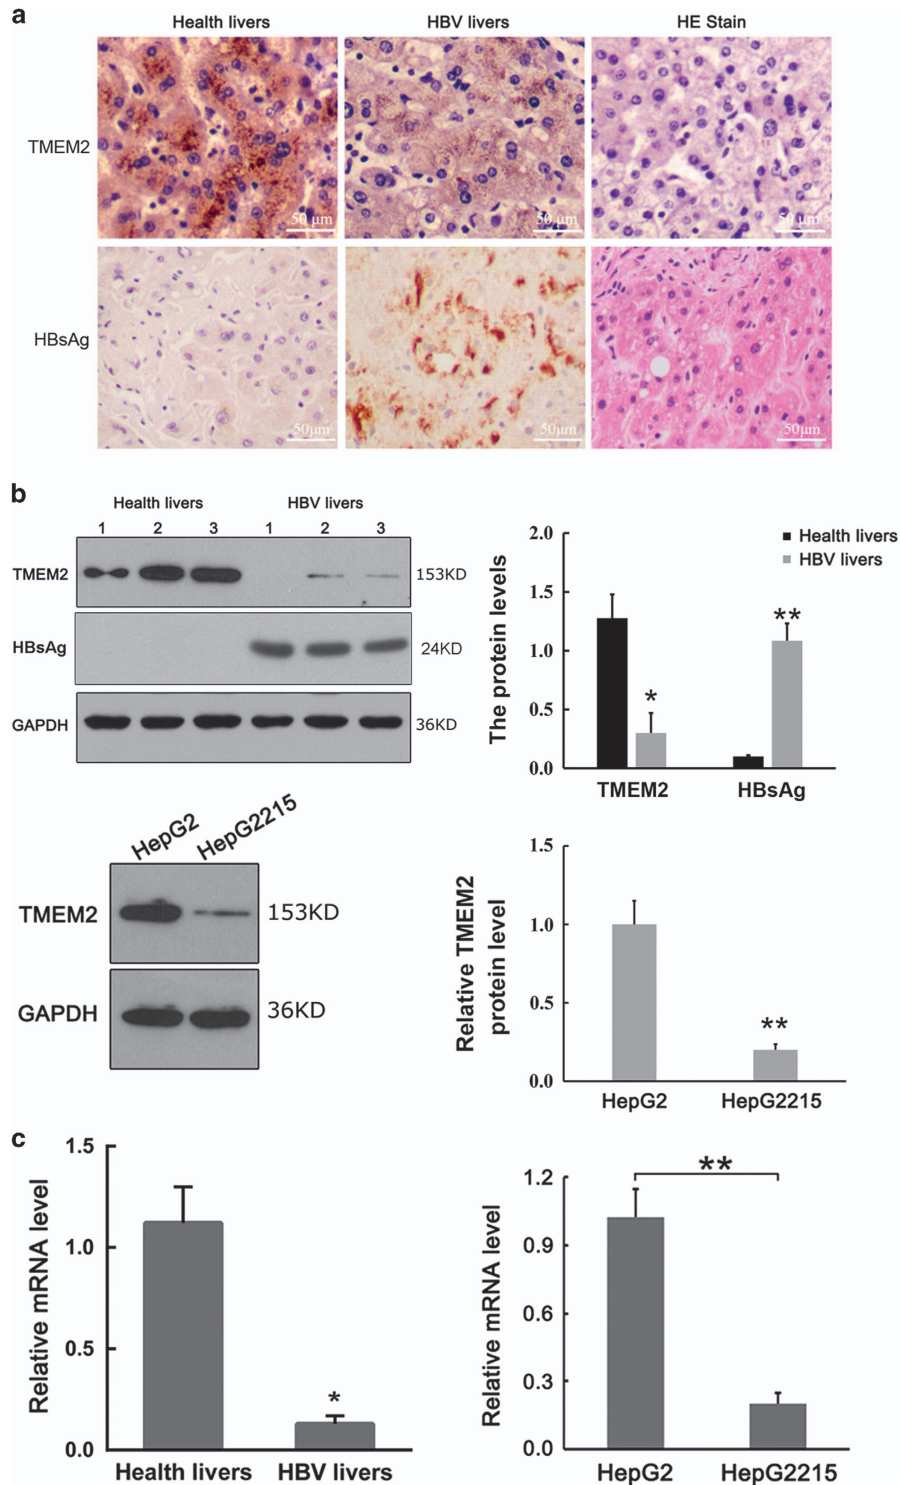 a
Health livers HBV livers HE Stain
TMEM2
50 μm 50 μm 50 μm
HBsAg
50μm 50μm 50μm
b
Health livers HBV livers
1 2 3 1 2 3
TMEM2 153KD
HBsAg 24KD
GAPDH 36KD
The protein levels
2.0
1.5
1.0
0.5
0.0
Health livers
HBV livers
*
**
TMEM2 HBsAg
HepG2 HepG2215
TMEM2 153KD
GAPDH 36KD
Relative TMEM2
protein level
1.5
1.0
0.5
0.0
**
HepG2 HepG2215
c
Relative mRNA level
1.5
1.0
0.5
0.0
*
Health livers HBV livers
Relative mRNA level
1.2
0.9
0.6
0.3
0.0
**
HepG2 HepG2215